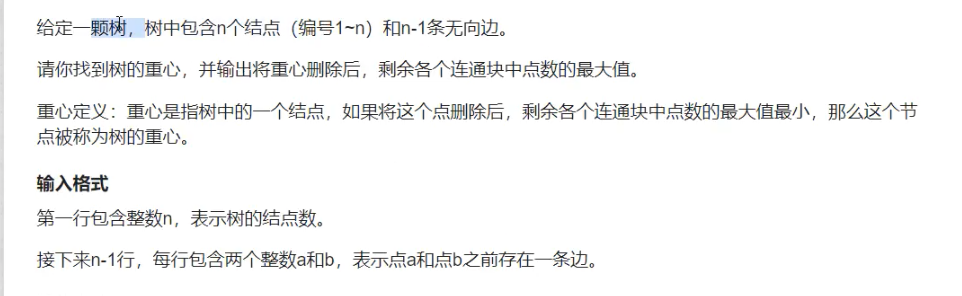 给定一颗树，树中包含n个结点（编号1~n）和n-1条无向边。
请你找到树的重心，并输出将重心删除后，剩余各个连通块中点数的最大值。
重心定义：重心是指树中的一个结点，如果将这个点删除后，剩余各个连通块中点数的最大值最小，那么这个节
点被称为树的重心。
输入格式
第一行包含整数n，表示树的结点数。
接下来n-1行，每行包含两个整数a和b，表示点a和点b之前存在一条边。